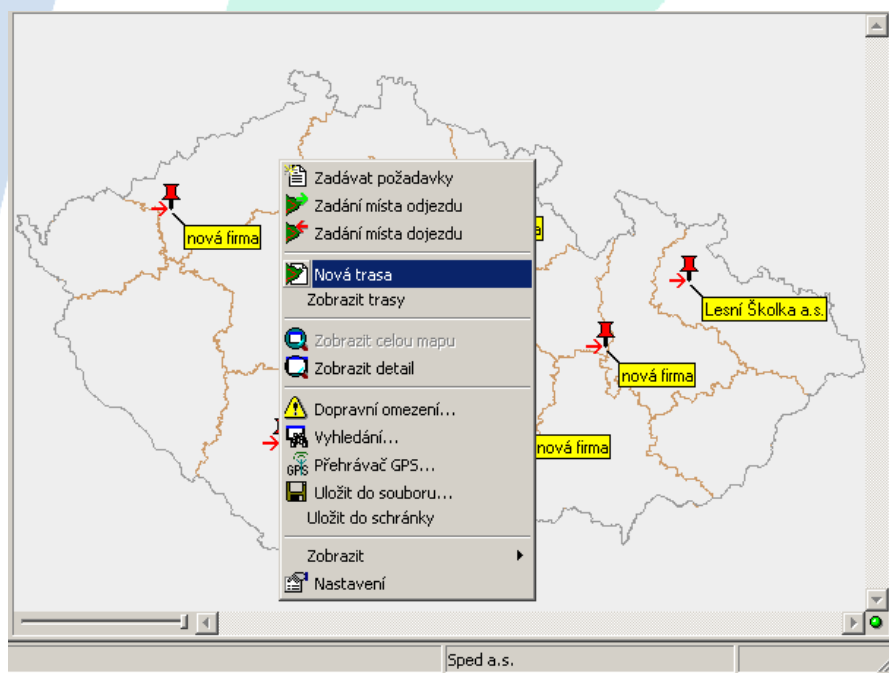 Zadávat požadavky
Zadání místa odjezdu
Zadání místa dojezdu
nová firma
a
Nová trasa
Zobrazit trasy
Lesní Školka a.s.
Zobrazit celou mapu
Zobrazit detail
nová firma
Dopravní omezení...
Vyhledání...
nová firma
GPS
Přehrávač GPS...
Uložit do souboru...
Uložit do schránky
Zobrazit
Nastavení
Sped a.s.